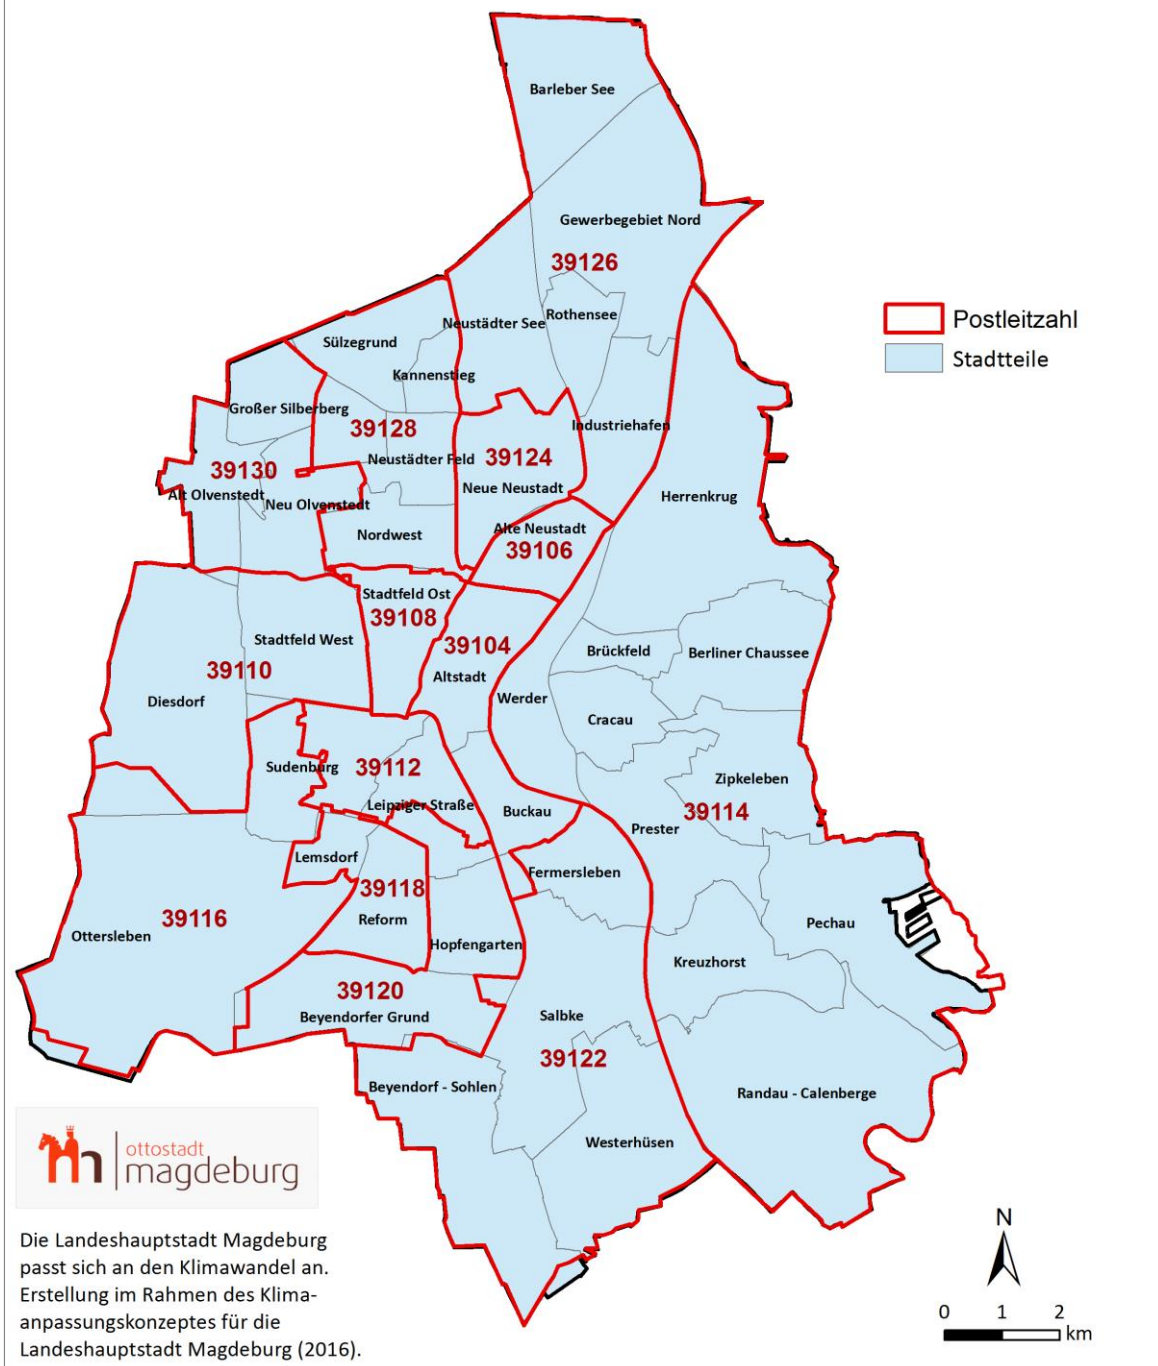 Barleber See
Gewerbegebiet Nord
39126
Rothensee
Neustädter See
Sülzegrund
Kannenstieg
Postleitzahl
Stadtteile
Großer Silberberg
39128
Industriehafen
Neustädter Feld
39124
39130
Neue Neustadt
Alt Olvenstedt
Neu Olvenstedt
Herrenkrug
Nordwest
Alte Neustadt
39106
Stadtfeld Ost
39108
Stadtfeld West
39104
Brückfeld
Berliner Chaussee
39110
Altstadt
Diesdorf
Werder
Cracau
Sudenburg
39112
Zipkeleben
Leipziger Straße
Buckau
39114
Prester
Lemsdorf
Fermersleben
39118
39116
Reform
Pechau
Ottersleben
Hopfengarten
Kreuzhorst
39120
Beyendorfer Grund
Salbke
39122
Beyendorf - Sohlen
Randau - Calenberge
Westerhüsen
ottostadt
magdeburg
Die Landeshauptstadt Magdeburg
passt sich an den Klimawandel an.
Erstellung im Rahmen des Klima-
anpassungskonzeptes für die
Landeshauptstadt Magdeburg (2016).
N
0 1 2
km